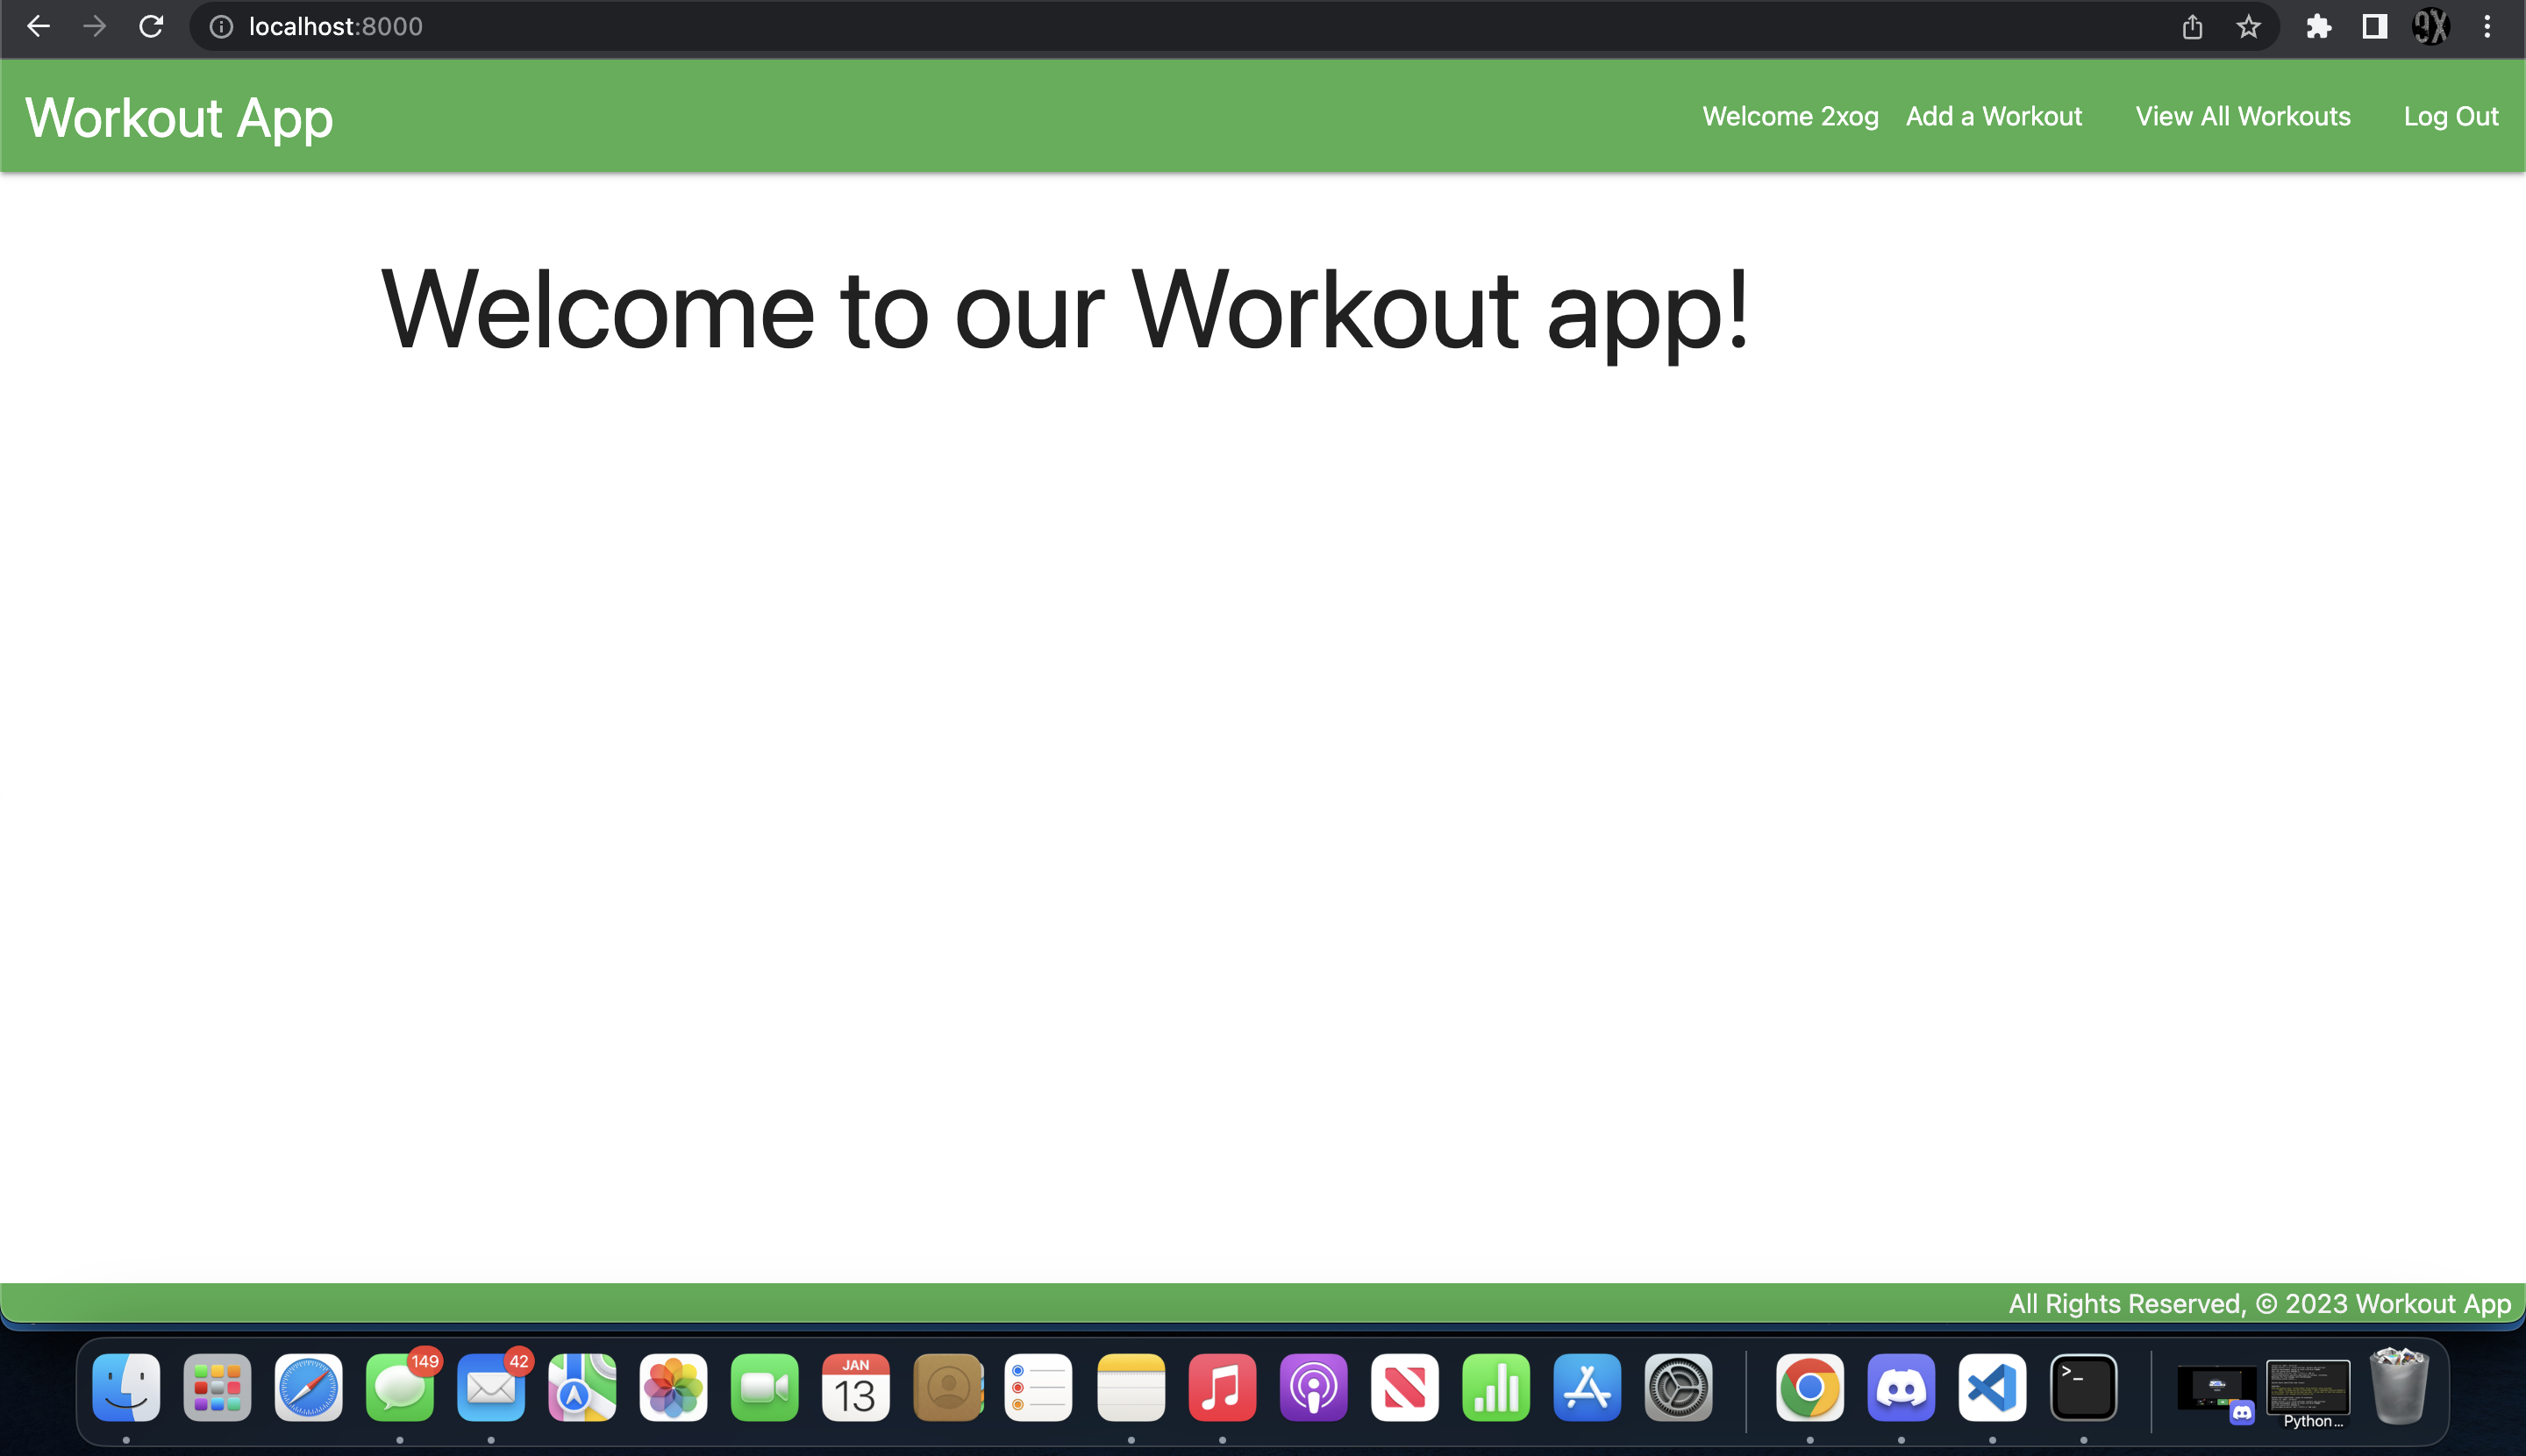 localhost:8000
Workout App
Welcome 2xog Add a Workout View All Workouts Log Out
Welcome to our Workout app!
All Rights Reserved, © 2023 Workout App
149
42
JAN
13
>_
Python...